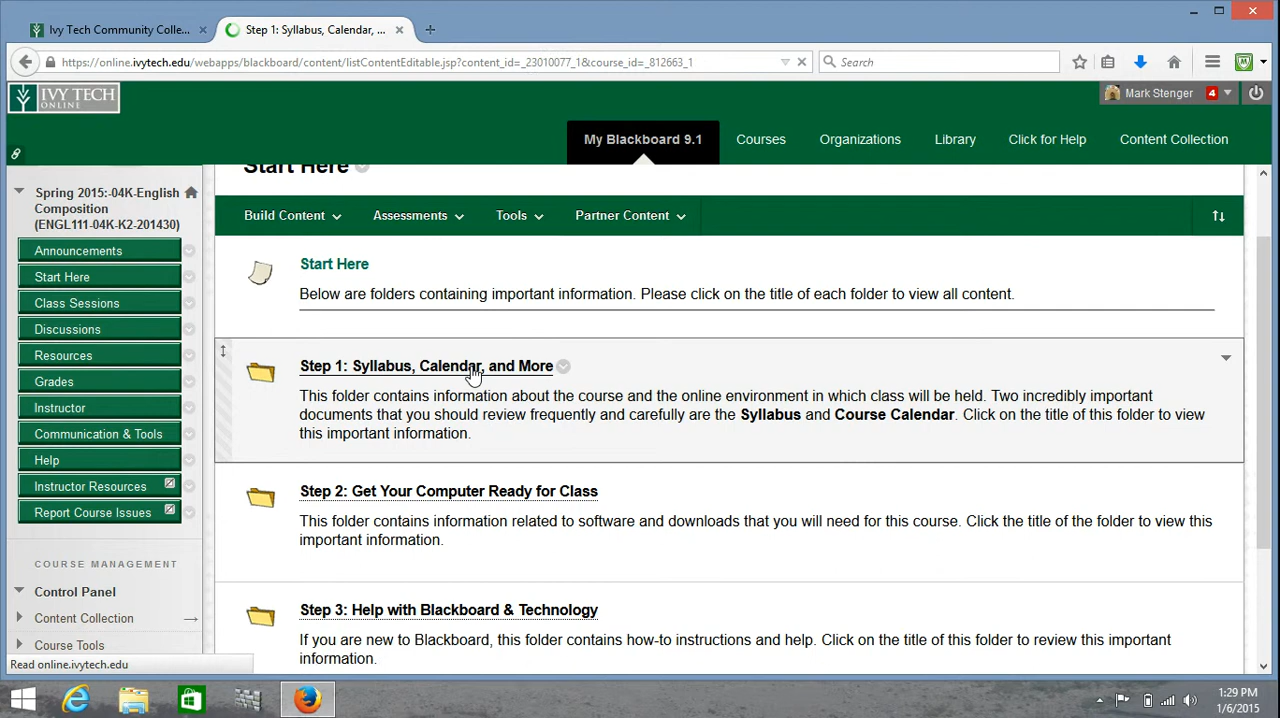 Ivy Tech Community Colle...
Step 1: Syllabus, Calendar, ...
https://online.ivytech.edu/webapps/blackboard/content/listContentEditable.jsp?content_id=_23010077_1&course_id=_812663_1
Search
IVY TECH
ONLINE
Mark Stenger
4
My Blackboard 9.1
Courses
Organizations
Library
Click for Help
Content Collection
Spring 2015:-04K-English
Composition
(ENGL111-04K-K2-201430)
Announcements
Start Here
Class Sessions
Discussions
Resources
Grades
Instructor
Communication & Tools
Help
Instructor Resources
Report Course Issues
COURSE MANAGEMENT
Control Panel
Content Collection
Course Tools
Read online.ivytech.edu
Start Here
Build Content
Assessments
Tools
Partner Content
Start Here
Below are folders containing important information. Please click on the title of each folder to view all content.
Step 1: Syllabus, Calendar, and More
This folder contains information about the course and the online environment in which class will be held. Two incredibly important
documents that you should review frequently and carefully are the Syllabus and Course Calendar. Click on the title of this folder to view
this important information.
Step 2: Get Your Computer Ready for Class
This folder contains information related to software and downloads that you will need for this course. Click the title of the folder to view this
important information.
Step 3: Help with Blackboard & Technology
If you are new to Blackboard, this folder contains how-to instructions and help. Click on the title of this folder to review this important
information.
1:29 PM
1/6/2015